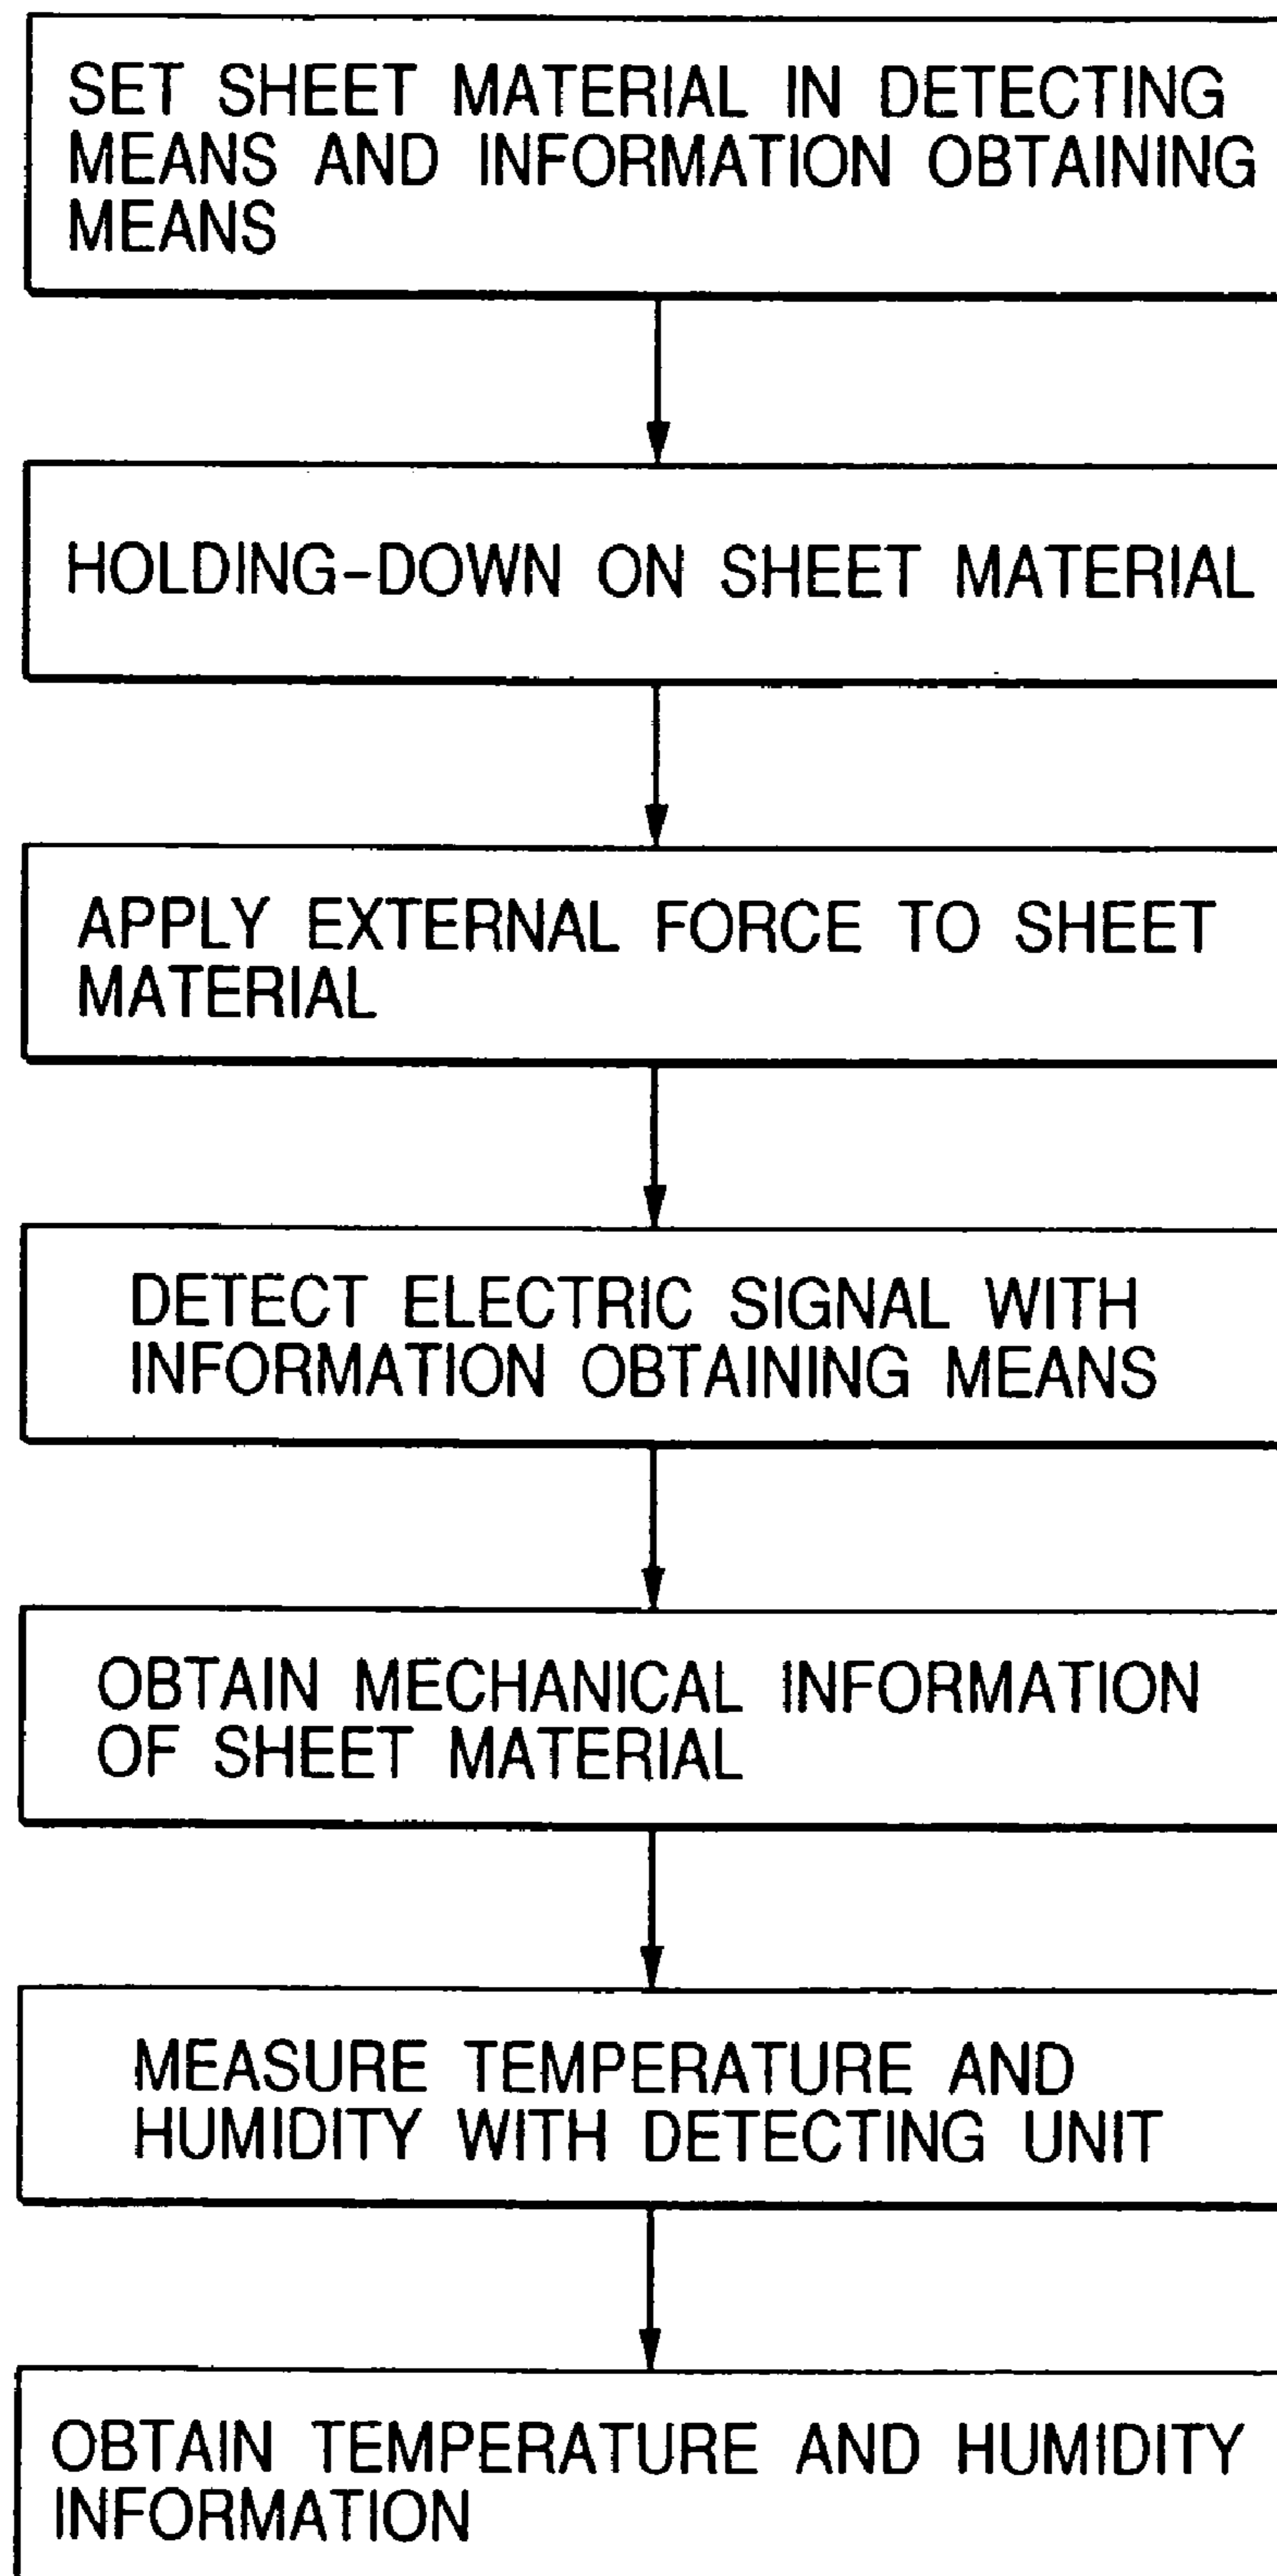 SET SHEET MATERIAL IN DETECTING
MEANS AND INFORMATION OBTAINING
MEANS
HOLDING-DOWN ON SHEET MATERIAL
APPLY EXTERNAL FORCE TO SHEET
MATERIAL
DETECT ELECTRIC SIGNAL WITH
INFORMATION OBTAINING MEANS
OBTAIN MECHANICAL INFORMATION
OF SHEET MATERIAL
MEASURE TEMPERATURE AND
HUMIDITY WITH DETECTING UNIT
OBTAIN TEMPERATURE AND HUMIDITY
INFORMATION